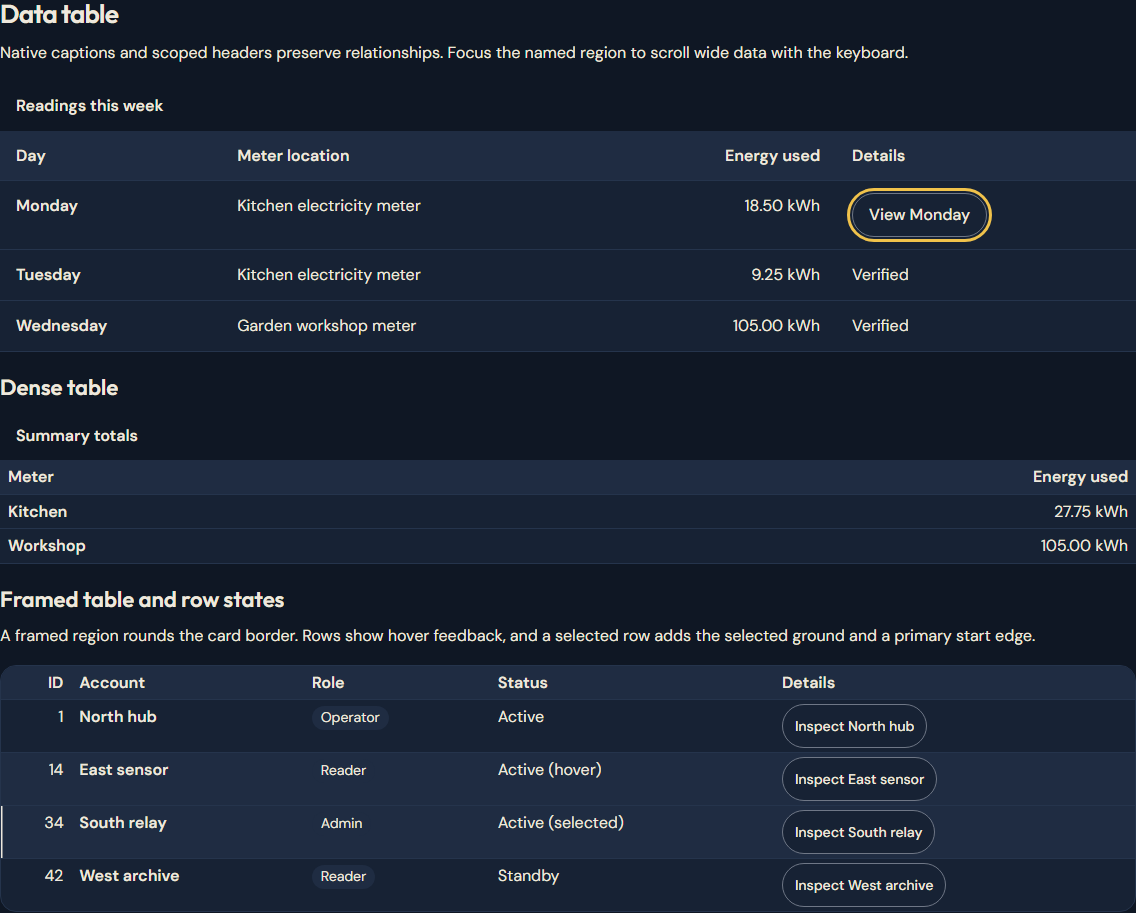 Data table
Native captions and scoped headers preserve relationships. Focus the named region to scroll wide data with the keyboard.
Readings this week
Day Meter location Energy used Details
Monday Kitchen electricity meter 18.50 kWh View Monday
Tuesday Kitchen electricity meter 9.25 kWh Verified
Wednesday Garden workshop meter 105.00 kWh Verified
Dense table
Summary totals
Meter Energy used
Kitchen 27.75 kWh
Workshop 105.00 kWh
Framed table and row states
A framed region rounds the card border. Rows show hover feedback, and a selected row adds the selected ground and a primary start edge.
ID Account Role Status Details
1 North hub Operator Active Inspect North hub
14 East sensor Reader Active (hover) Inspect East sensor
34 South relay Admin Active (selected) Inspect South relay
42 West archive Reader Standby Inspect West archive